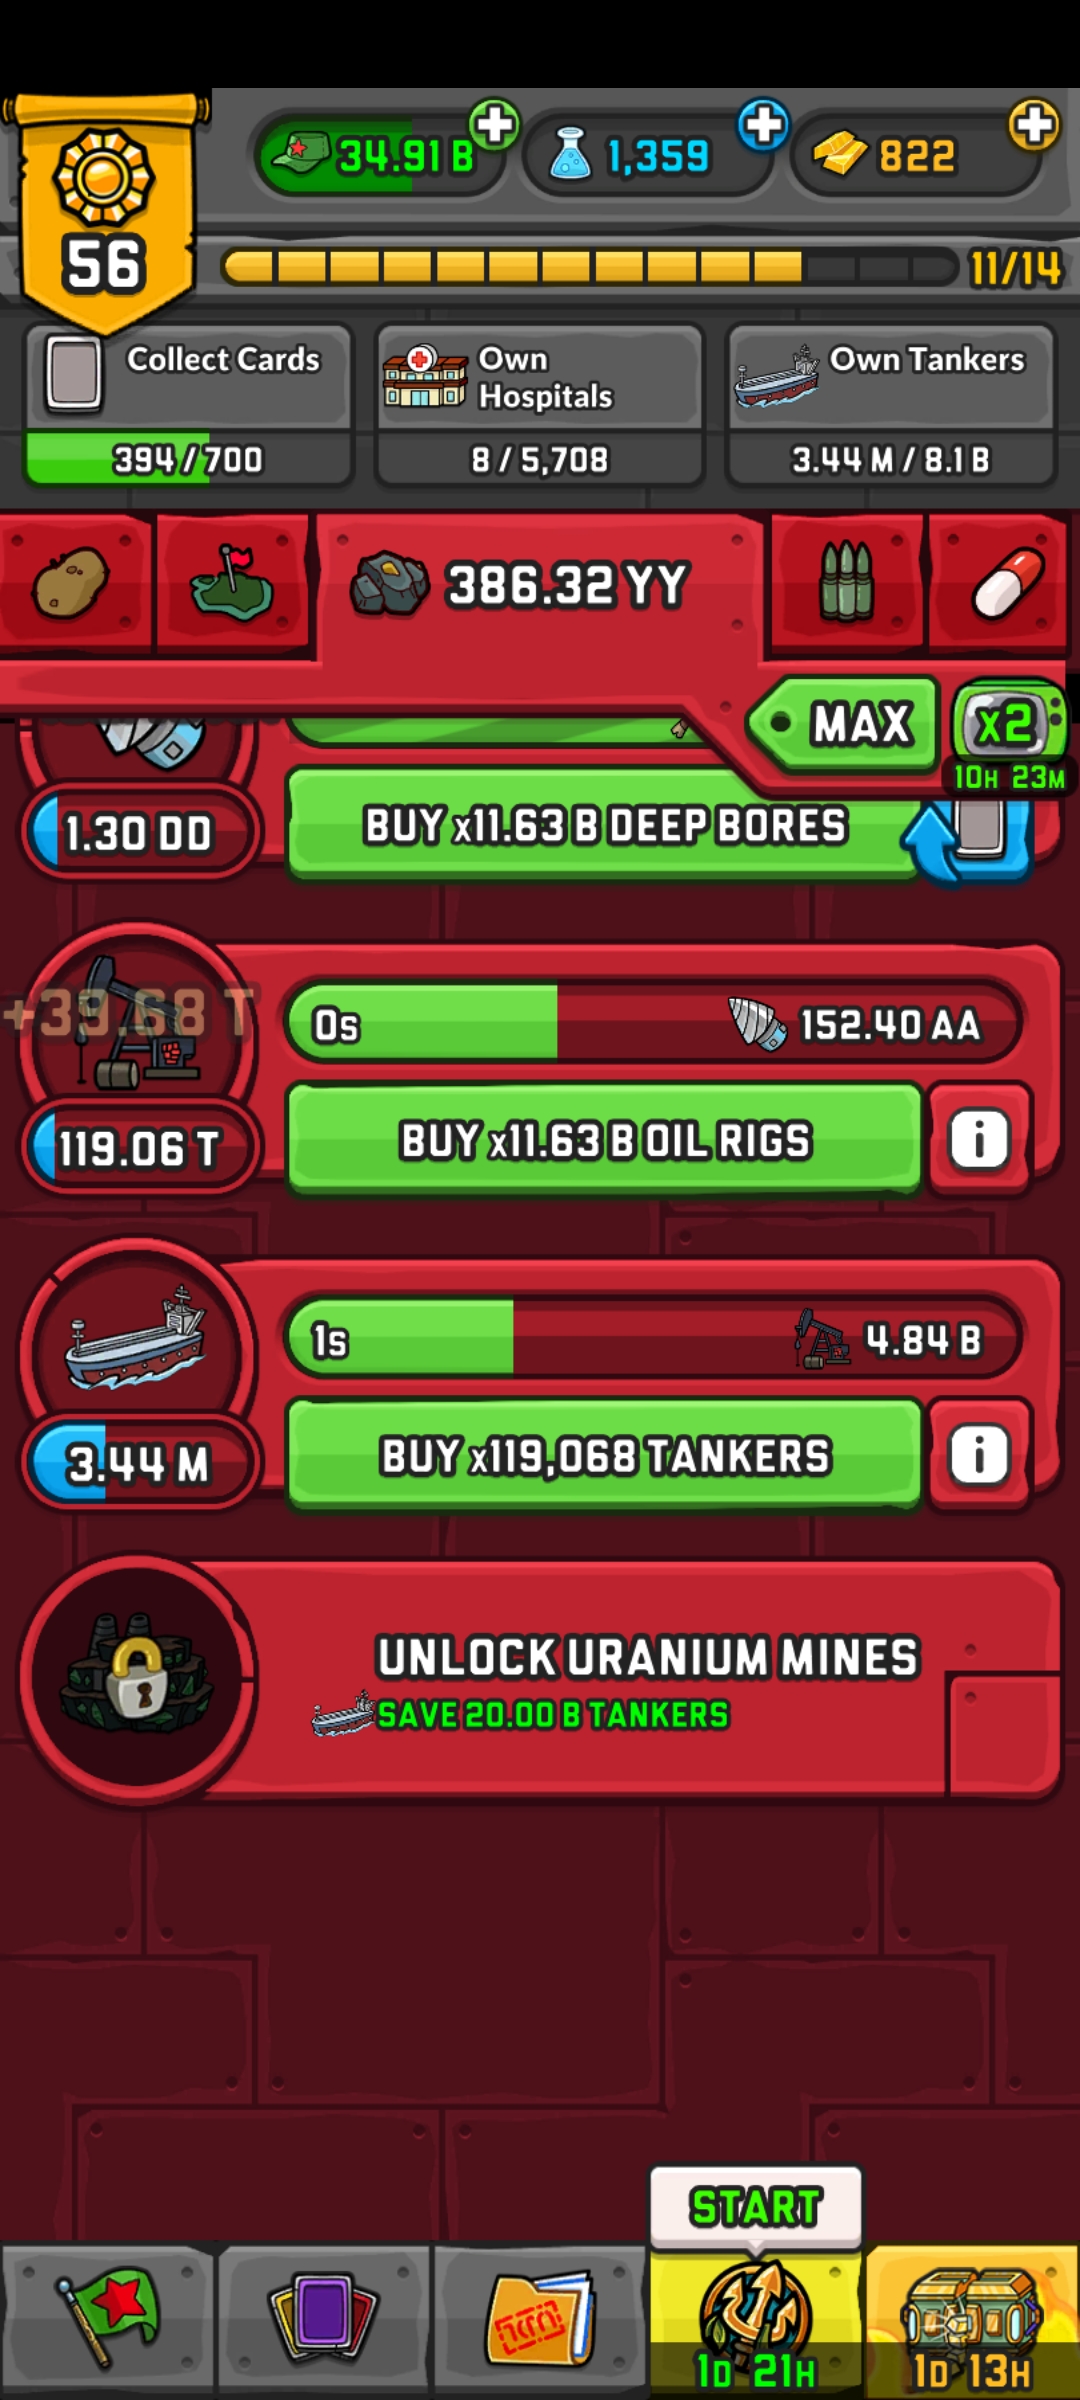 34.91 B
1,359
822
56
11/14
Collect Cards
394/700
Own
Hospitals
8/5,708
Own Tankers
3.44 M/8.1 B
386.32 YY
MAX
X2
10H 23M
1.30 DD
BUY x11.63 B DEEP BORES
+39.68 T
0s
152.40 AA
119.06 T
BUY x11.63 B OIL RIGS
i
1s
4.84 B
3.44 M
BUY x119,068 TANKERS
i
UNLOCK URANIUM MINES
SAVE 20.00 B TANKERS
START
1D 21H
1D 13H